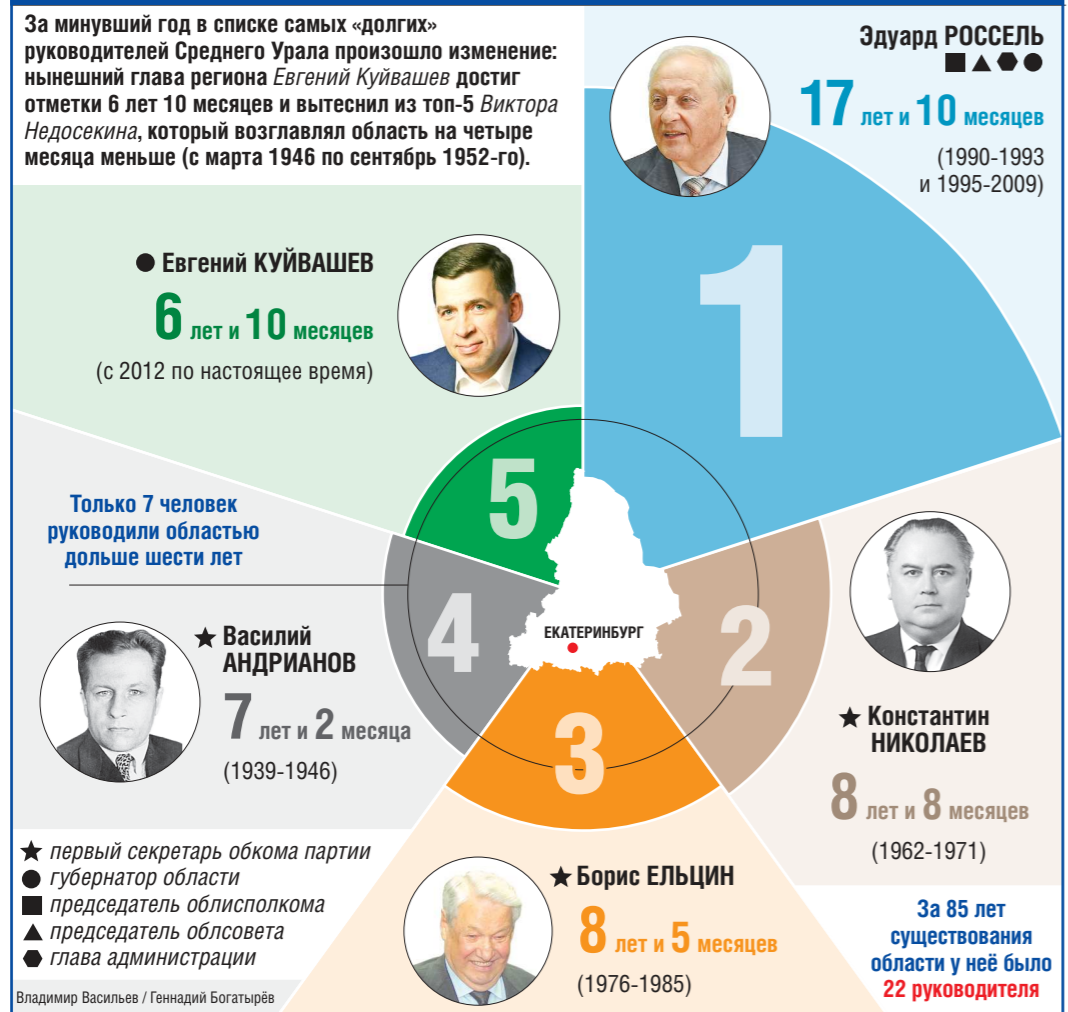 За минувший год в списке самых «долгих»
руководителей Среднего Урала произошло изменение:
нынешний глава региона Евгений Куйвашев достиг
отметки 6 лет 10 месяцев и вытеснил из топ-5 Виктора
Недосекина, который возглавлял область на четыре
месяца меньше (с марта 1946 по сентябрь 1952-го).
Эдуард РОССЕЛЬ
■▲⬣●
17 лет и 10 месяцев
(1990-1993
и 1995-2009)
1
● Евгений КУЙВАШЕВ
6 лет и 10 месяцев
(с 2012 по настоящее время)
5
Только 7 человек
руководили областью
дольше шести лет
4
ЕКАТЕРИНБУРГ
2
3
★ Василий
АНДРИАНОВ
7 лет и 2 месяца
(1939-1946)
★ Константин
НИКОЛАЕВ
8 лет и 8 месяцев
(1962-1971)
★ Борис ЕЛЬЦИН
8 лет и 5 месяцев
(1976-1985)
★ первый секретарь обкома партии
● губернатор области
■ председатель облисполкома
▲ председатель облсовета
⬣ глава администрации
Владимир Васильев / Геннадий Богатырёв
За 85 лет
существования
области у неё было
22 руководителя